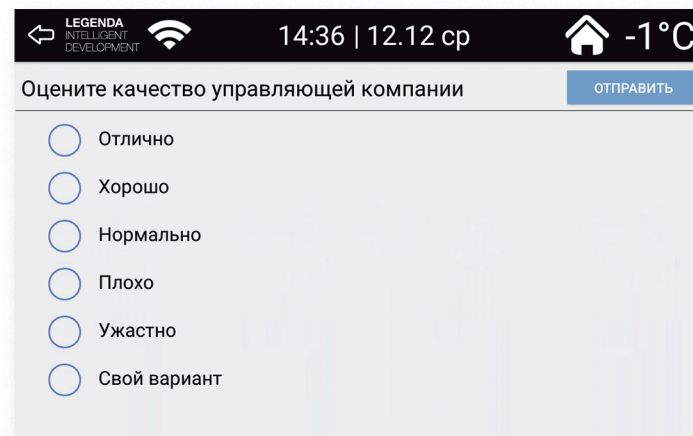 LEGENDA
INTELLIGENT
DEVELOPMENT
14:36 | 12.12 ср
-1°C
Оцените качество управляющей компании
ОТПРАВИТЬ
Отлично
Хорошо
Нормально
Плохо
Ужастно
Свой вариант